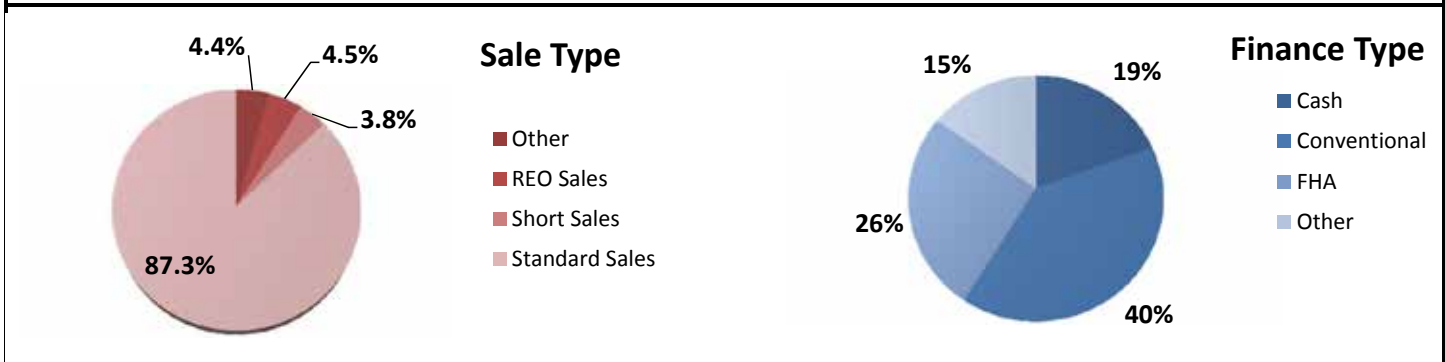 Sale Type
4.4%
4.5%
3.8%
87.3%
Other
REO Sales
Short Sales
Standard Sales
Finance Type
15%
19%
26%
40%
Cash
Conventional
FHA
Other